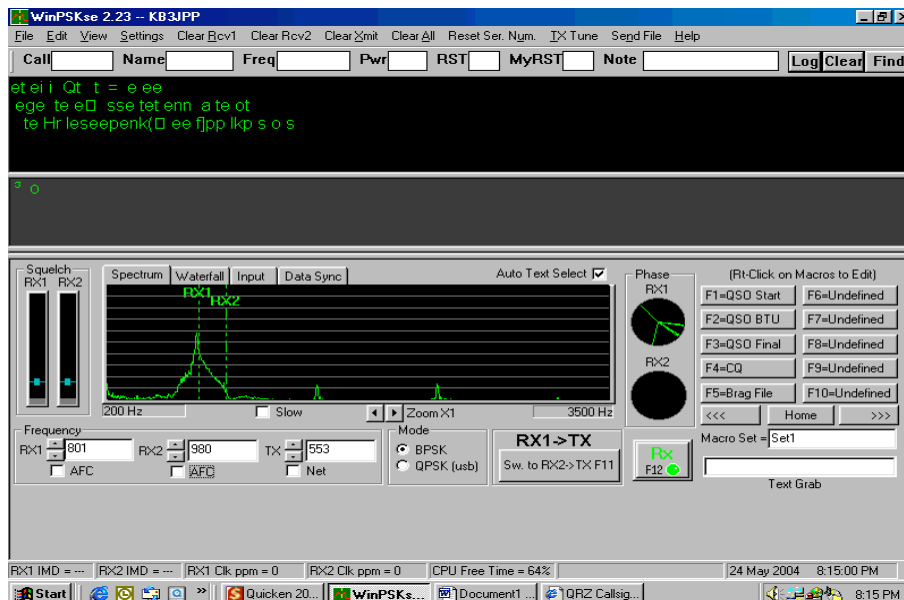 WinPSKse 2.23 -- KB3JPP
File Edit View Settings Clear Rcv1 Clear Rcv2 Clear Xmit Clear All Reset Ser. Num. TX Tune Send File Help
Call Name Freq Pwr RST MyRST Note Log Clear Find
et ei i Qt t = e ee
ege te e□ sse tet enn a te ot
te Hr leseepenk(□ ee f]pp lkp s o s
o
Squelch
RX1 RX2
Spectrum Waterfall Input Data Sync Auto Text Select
RX1
RX2
200 Hz Slow Zoom X1 3500 Hz
Phase
RX1
RX2
(Rt-Click on Macros to Edit)
F1=QSO Start F6=Undefined
F2=QSO BTU F7=Undefined
F3=QSO Final F8=Undefined
F4=CQ F9=Undefined
F5=Brag File F10=Undefined
<<< Home >>>
Macro Set = Set1
Text Grab
Frequency
RX1 801 RX2 980 TX 553
AFC AFC Net
Mode
BPSK
QPSK (usb)
RX1->TX
Sw. to RX2->TX F11
Rx
F12
RX1 IMD = --- RX2 IMD = --- RX1 Clk ppm = 0 RX2 Clk ppm = 0 CPU Free Time = 64% 24 May 2004 8:15:00 PM
Start » Quicken 20... WinPSKs... Document1 ... QRZ Callsig... 8:15 PM